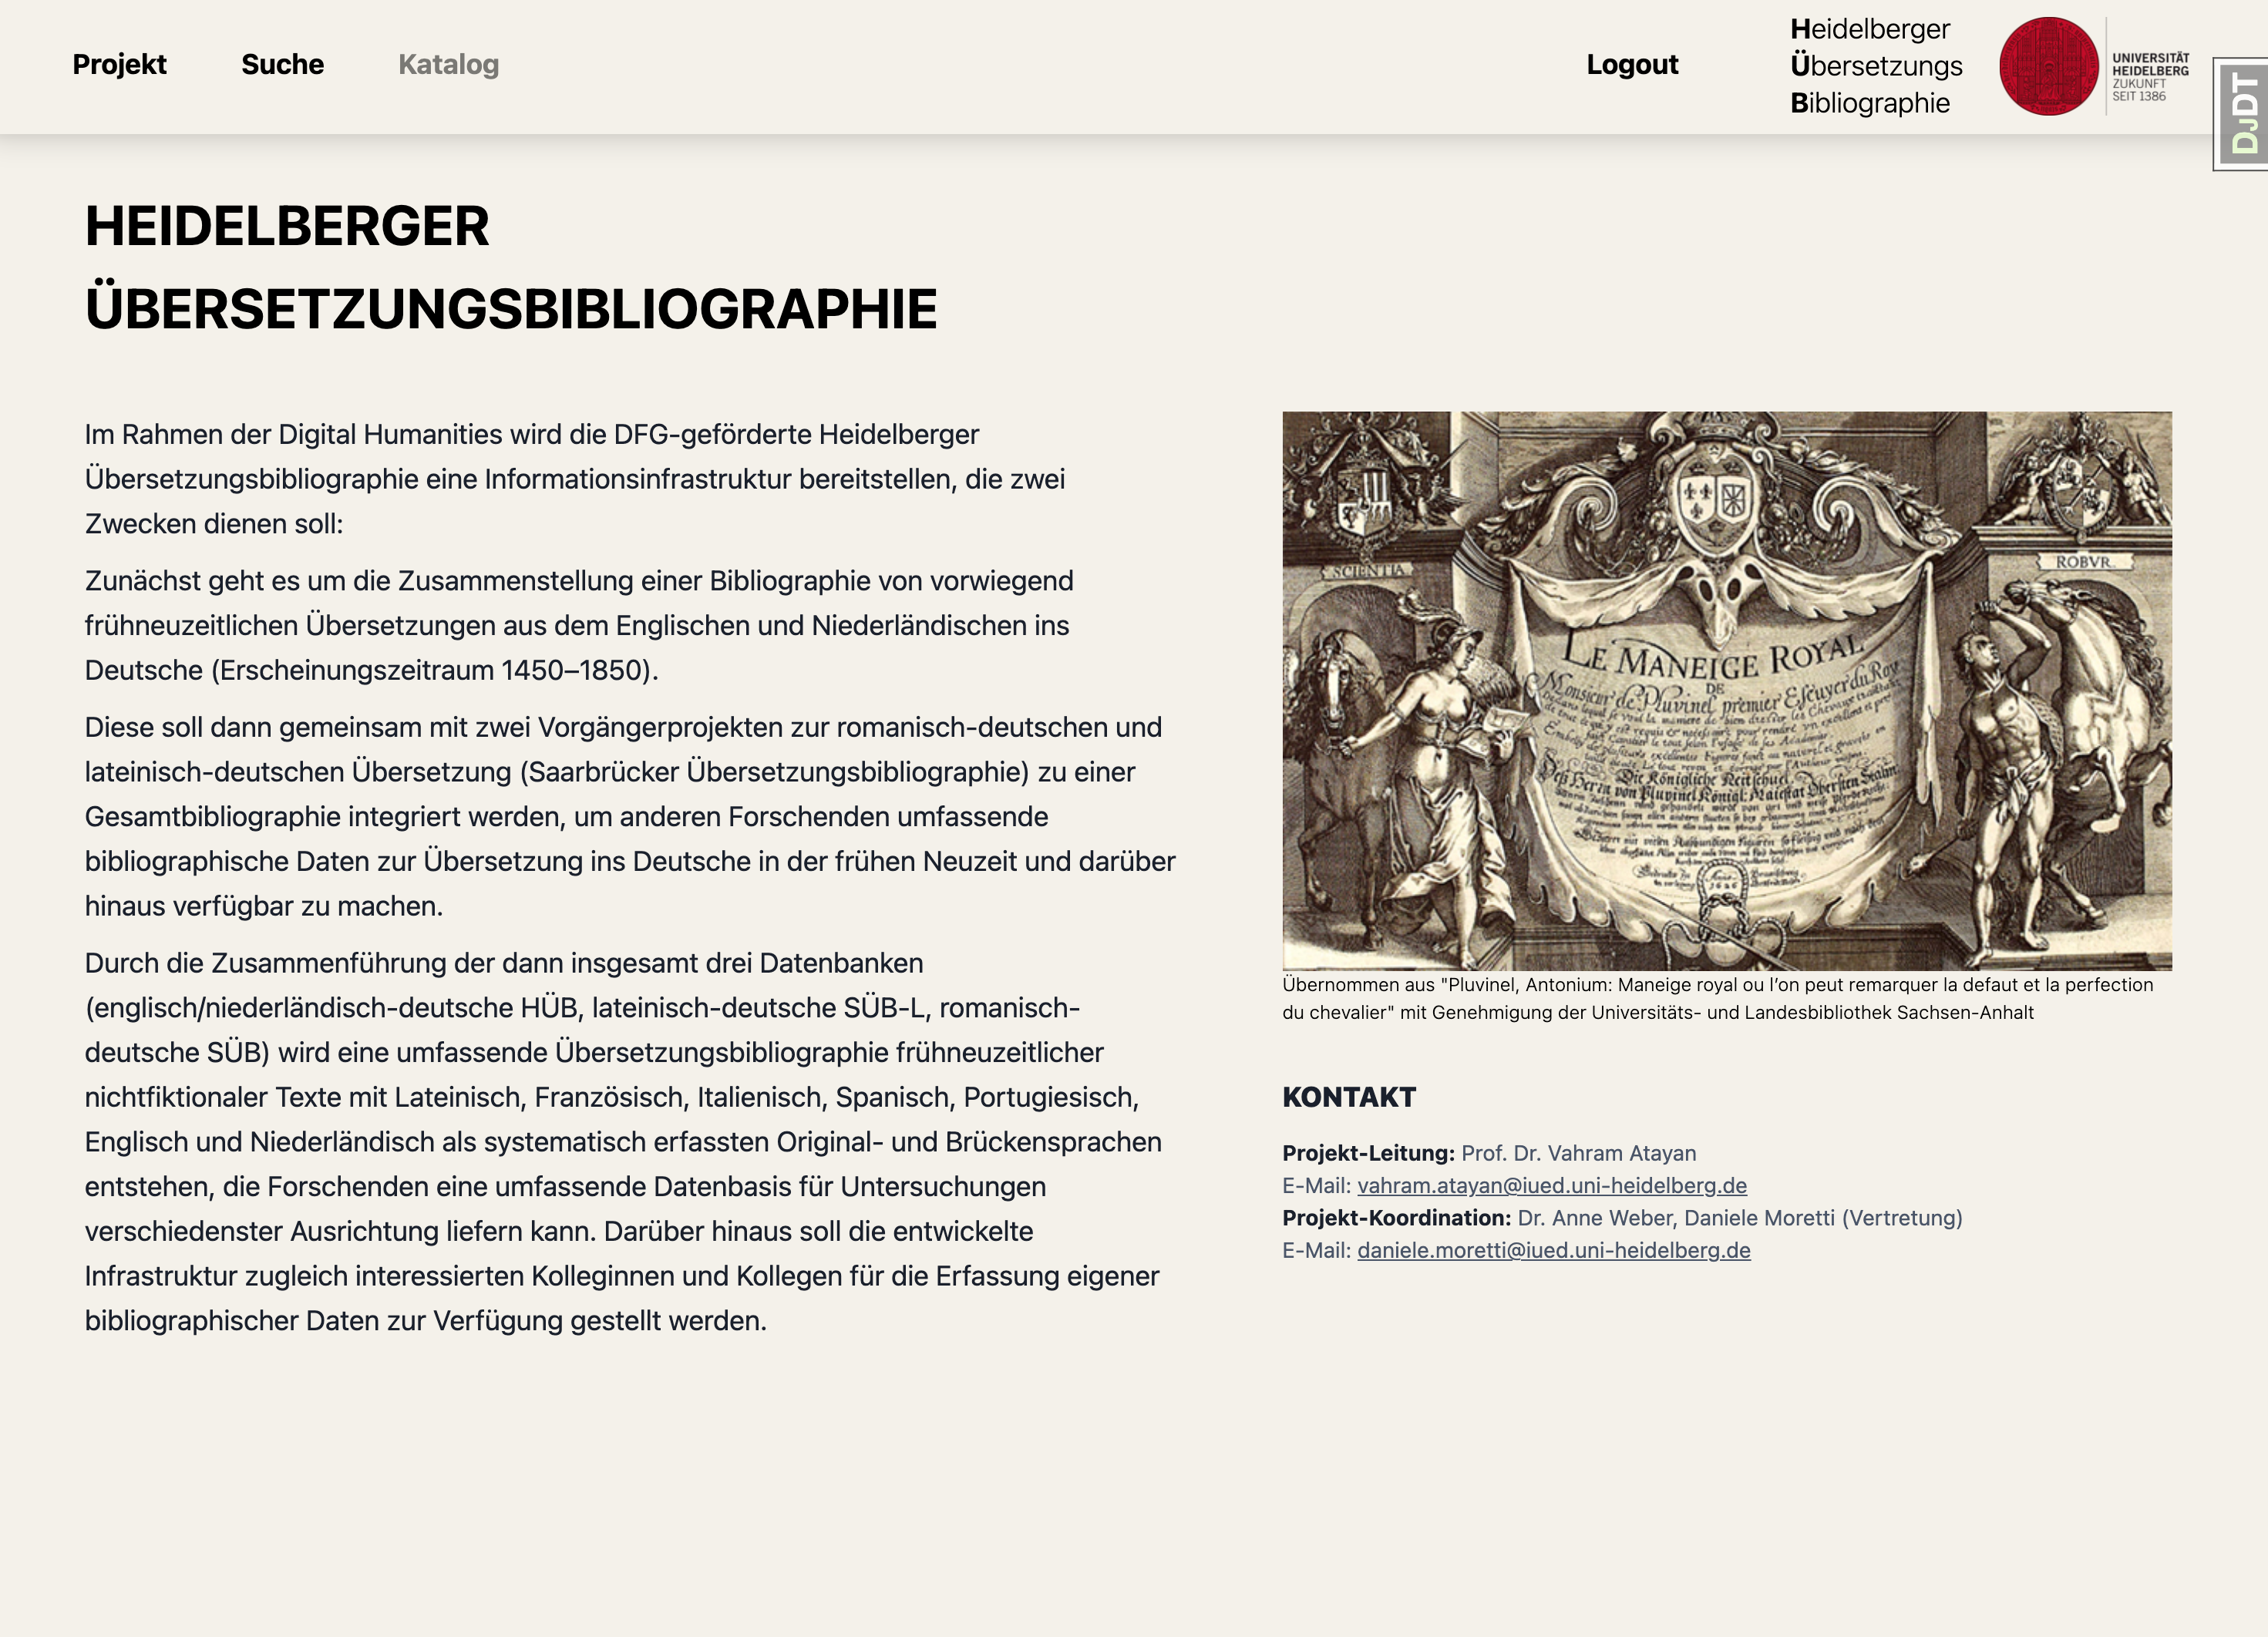 Projekt Suche Katalog Logout
Heidelberger
Übersetzungs
Bibliographie
UNIVERSITÄT
HEIDELBERG
ZUKUNFT
SEIT 1386
DJDT
HEIDELBERGER
ÜBERSETZUNGSBIBLIOGRAPHIE
Im Rahmen der Digital Humanities wird die DFG-geförderte Heidelberger
Übersetzungsbibliographie eine Informationsinfrastruktur bereitstellen, die zwei
Zwecken dienen soll:
Zunächst geht es um die Zusammenstellung einer Bibliographie von vorwiegend
frühneuzeitlichen Übersetzungen aus dem Englischen und Niederländischen ins
Deutsche (Erscheinungszeitraum 1450–1850).
Diese soll dann gemeinsam mit zwei Vorgängerprojekten zur romanisch-deutschen und
lateinisch-deutschen Übersetzung (Saarbrücker Übersetzungsbibliographie) zu einer
Gesamtbibliographie integriert werden, um anderen Forschenden umfassende
bibliographische Daten zur Übersetzung ins Deutsche in der frühen Neuzeit und darüber
hinaus verfügbar zu machen.
Durch die Zusammenführung der dann insgesamt drei Datenbanken
(englisch/niederländisch-deutsche HÜB, lateinisch-deutsche SÜB-L, romanisch-
deutsche SÜB) wird eine umfassende Übersetzungsbibliographie frühneuzeitlicher
nichtfiktionaler Texte mit Lateinisch, Französisch, Italienisch, Spanisch, Portugiesisch,
Englisch und Niederländisch als systematisch erfassten Original- und Brückensprachen
entstehen, die Forschenden eine umfassende Datenbasis für Untersuchungen
verschiedenster Ausrichtung liefern kann. Darüber hinaus soll die entwickelte
Infrastruktur zugleich interessierten Kolleginnen und Kollegen für die Erfassung eigener
bibliographischer Daten zur Verfügung gestellt werden.
SCIENTIA
ROBVR
LE MANEIGE ROYAL
DE
Monsieur de Pluvinel premier Escuyer du Roy
Die Königliche Reitschuel
Deß Herren von Pluvinel Königl: Maiestat Obersten
Anno
Übernommen aus "Pluvinel, Antonium: Maneige royal ou l’on peut remarquer la defaut et la perfection
du chevalier" mit Genehmigung der Universitäts- und Landesbibliothek Sachsen-Anhalt
KONTAKT
Projekt-Leitung: Prof. Dr. Vahram Atayan
E-Mail: vahram.atayan@iued.uni-heidelberg.de
Projekt-Koordination: Dr. Anne Weber, Daniele Moretti (Vertretung)
E-Mail: daniele.moretti@iued.uni-heidelberg.de